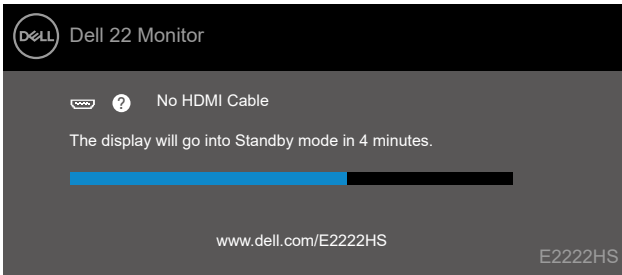 DELL
Dell 22 Monitor
? No HDMI Cable
The display will go into Standby mode in 4 minutes.
www.dell.com/E2222HS
E2222HS